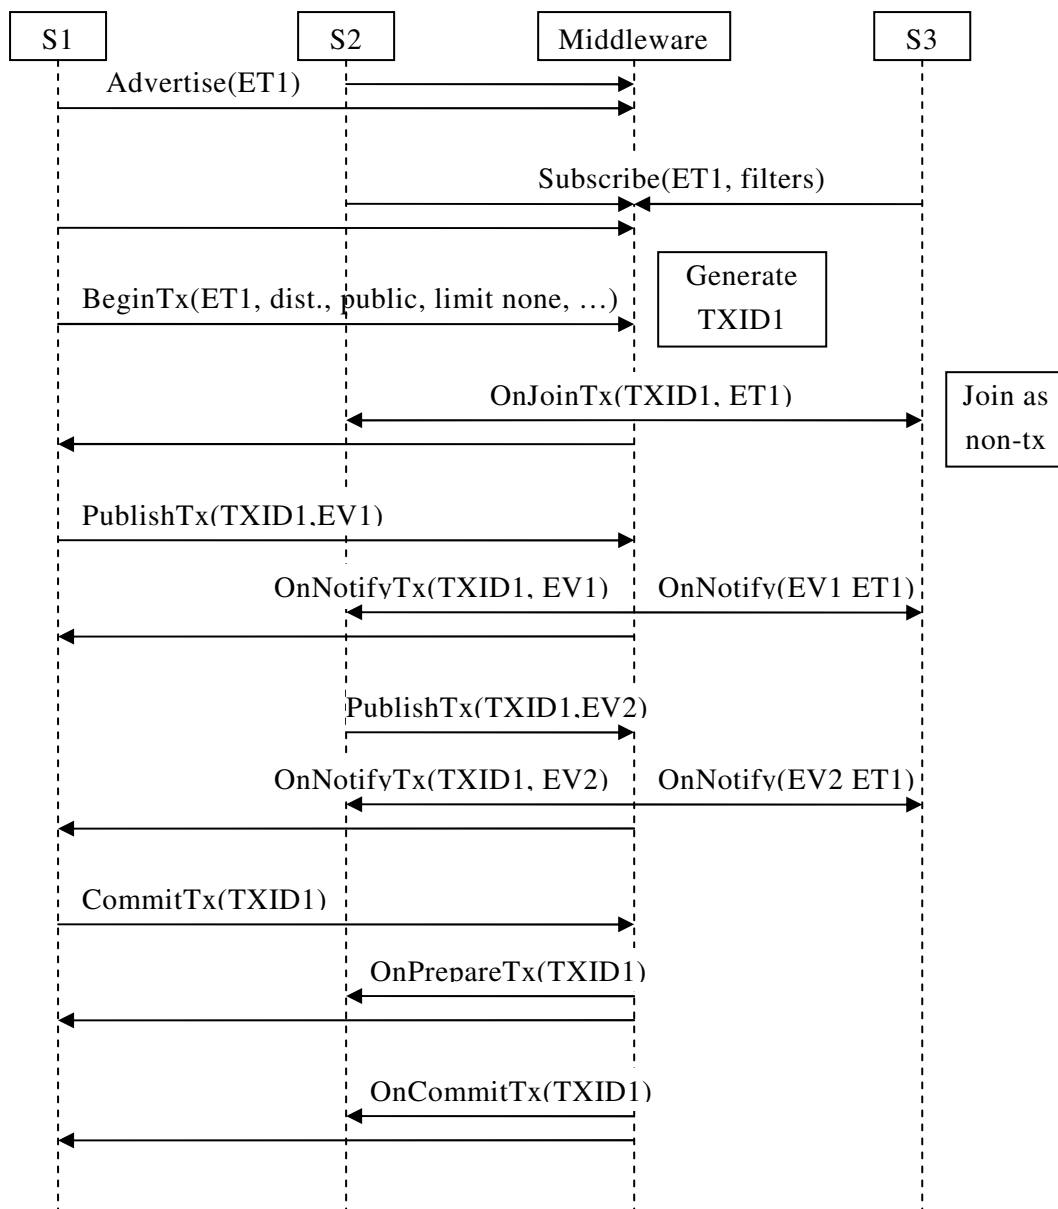 S1 S2 Middleware S3
Advertise(ET1)
Subscribe(ET1, filters)
Generate
TXID1
BeginTx(ET1, dist., public, limit none, …)
OnJoinTx(TXID1, ET1)
Join as
non-tx
PublishTx(TXID1,EV1)
OnNotifyTx(TXID1, EV1) OnNotify(EV1 ET1)
PublishTx(TXID1,EV2)
OnNotifyTx(TXID1, EV2) OnNotify(EV2 ET1)
CommitTx(TXID1)
OnPrepareTx(TXID1)
OnCommitTx(TXID1)